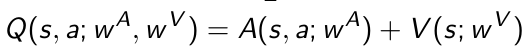 Q(s, a; w^A, w^V) = A(s, a; w^A) + V(s; w^V)